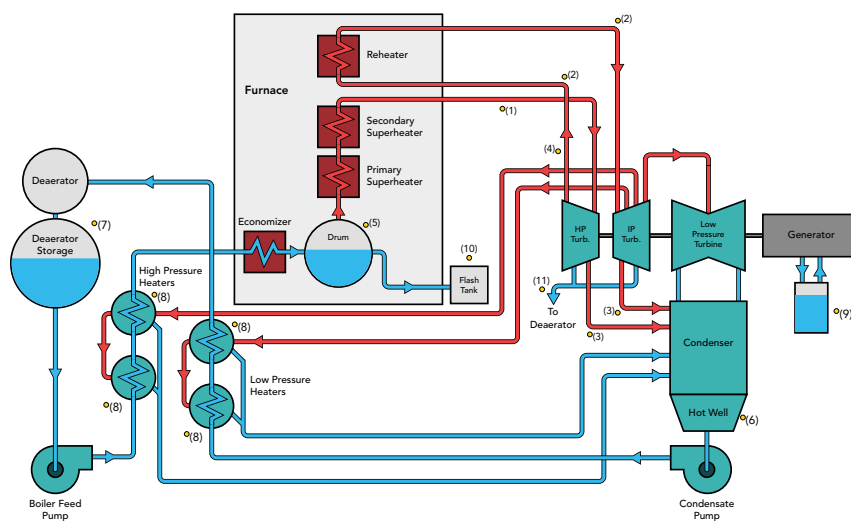 (2)
Reheater
(2)
Furnace
(1)
Secondary
Superheater
(4)
Primary
Superheater
Deaerator
Economizer
(5)
Drum
(7)
Deaerator
Storage
HP
Turb.
IP
Turb.
Low
Pressure
Turbine
Generator
(10)
Flash
Tank
(11)
To
Deaerator
High Pressure
Heaters
(8)
(8)
(3)
(3)
(9)
Condenser
Low Pressure
Heaters
(8)
(8)
Hot Well
(6)
Boiler Feed
Pump
Condensate
Pump